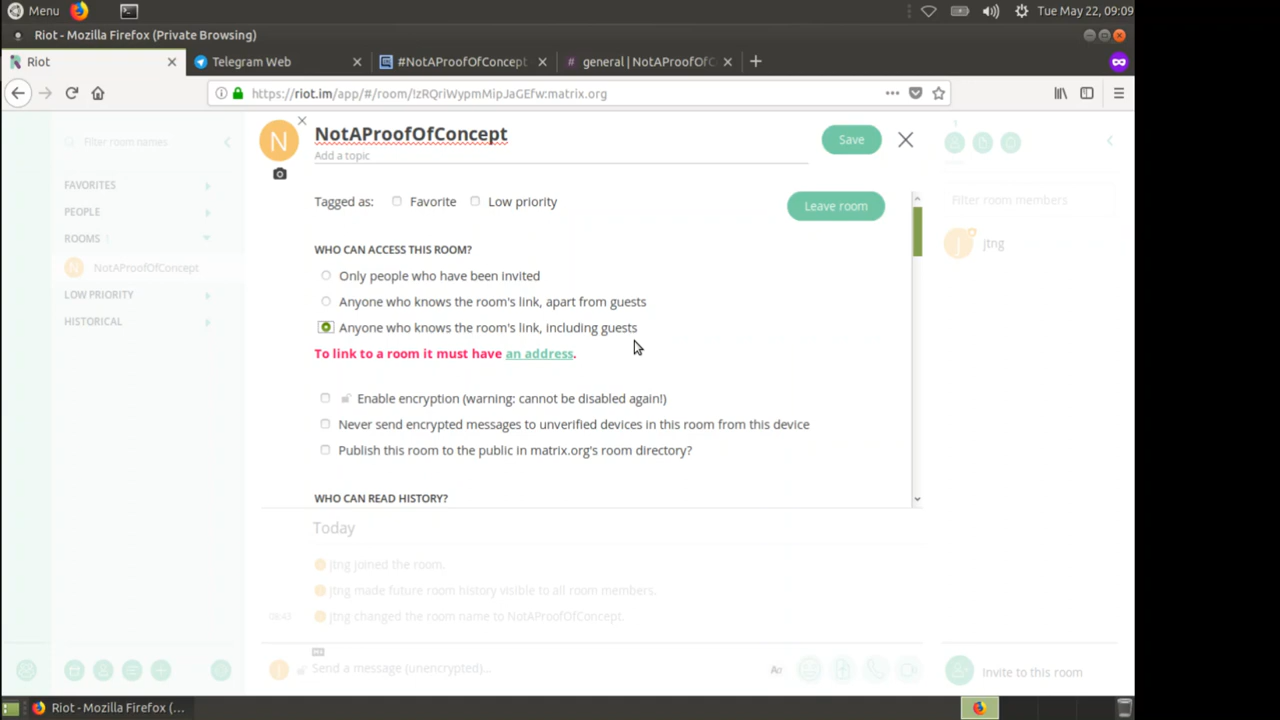 Menu
Tue May 22, 09:09
Riot - Mozilla Firefox (Private Browsing)
Riot
Telegram Web
#NotAProofOfConcept
general | NotAProofOfC
https://riot.im/app/#/room/!zRQriWypmMipJaGEfw:matrix.org
Filter room names
FAVORITES
PEOPLE
ROOMS 1
N NotAProofOfConcept
LOW PRIORITY
HISTORICAL
N
NotAProofOfConcept
Add a topic
Save
Tagged as: Favorite Low priority
Leave room
WHO CAN ACCESS THIS ROOM?
Only people who have been invited
Anyone who knows the room's link, apart from guests
Anyone who knows the room's link, including guests
To link to a room it must have an address.
Enable encryption (warning: cannot be disabled again!)
Never send encrypted messages to unverified devices in this room from this device
Publish this room to the public in matrix.org's room directory?
WHO CAN READ HISTORY?
Today
jtng joined the room.
jtng made future room history visible to all room members.
jtng changed the room name to NotAProofOfConcept.
Send a message (unencrypted)...
Aα
1
Filter room members
j jtng
Invite to this room
Riot - Mozilla Firefox (...